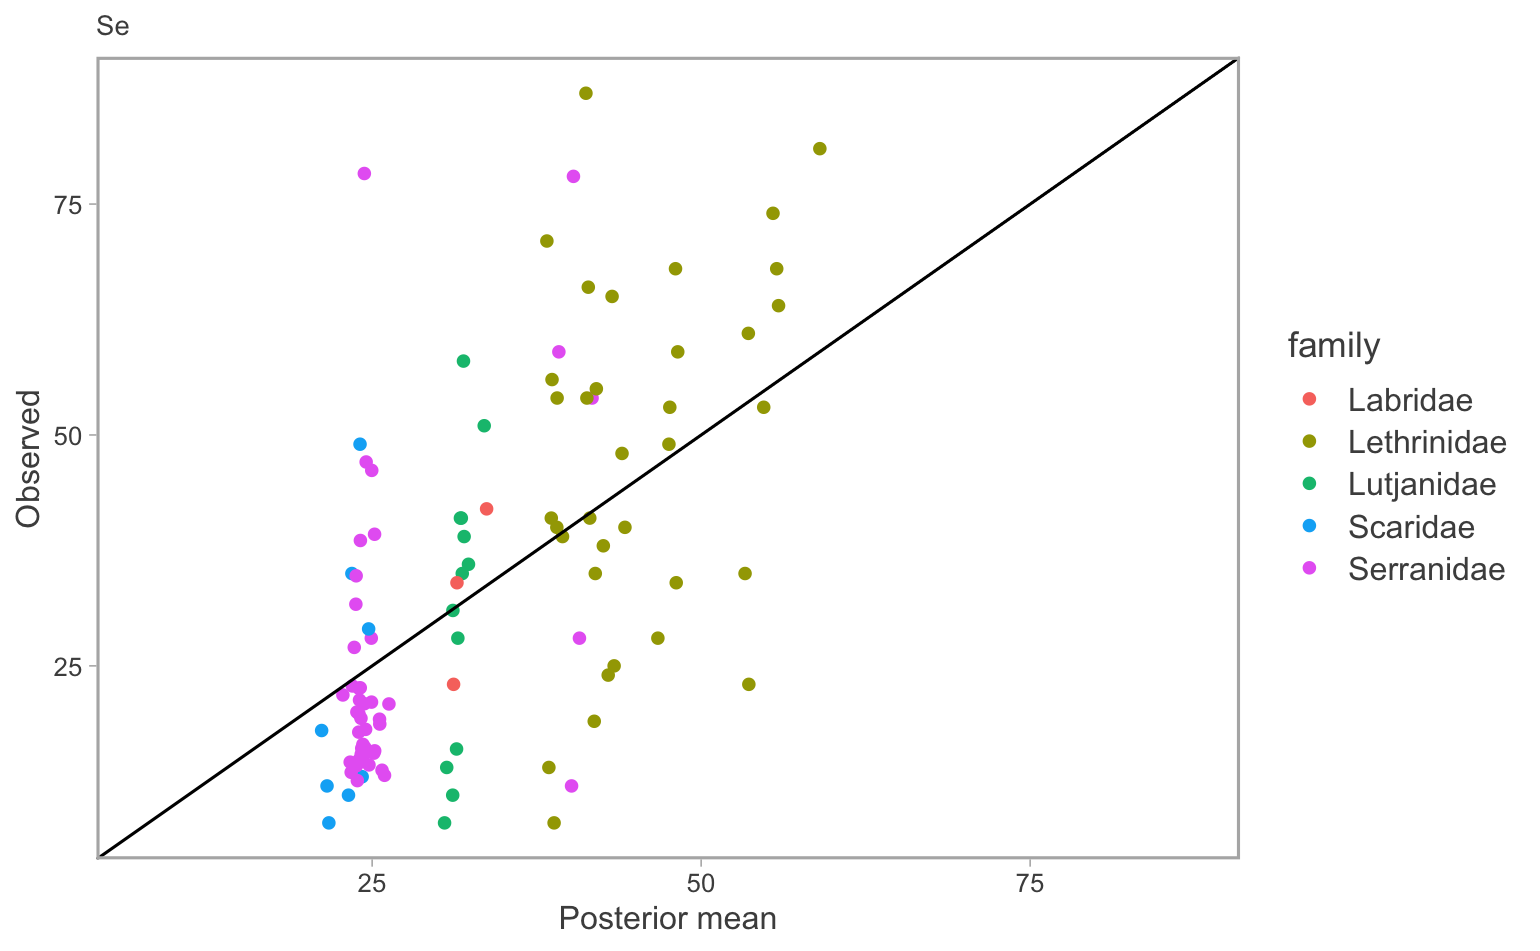 Se
75
50
25
Observed
25
50
75
Posterior mean
family
Labridae
Lethrinidae
Lutjanidae
Scaridae
Serranidae